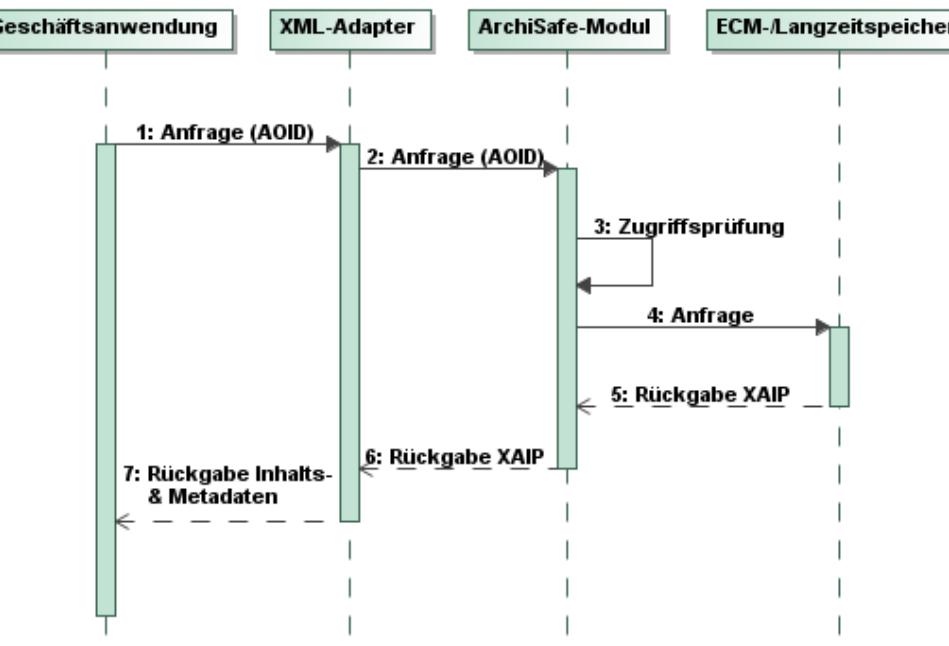 Geschäftsanwendung
XML-Adapter
ArchiSafe-Modul
ECM-/Langzeitspeicher
1: Anfrage (AOID)
2: Anfrage (AOID)
3: Zugriffsprüfung
4: Anfrage
5: Rückgabe XAIP
6: Rückgabe XAIP
7: Rückgabe Inhalts-
& Metadaten